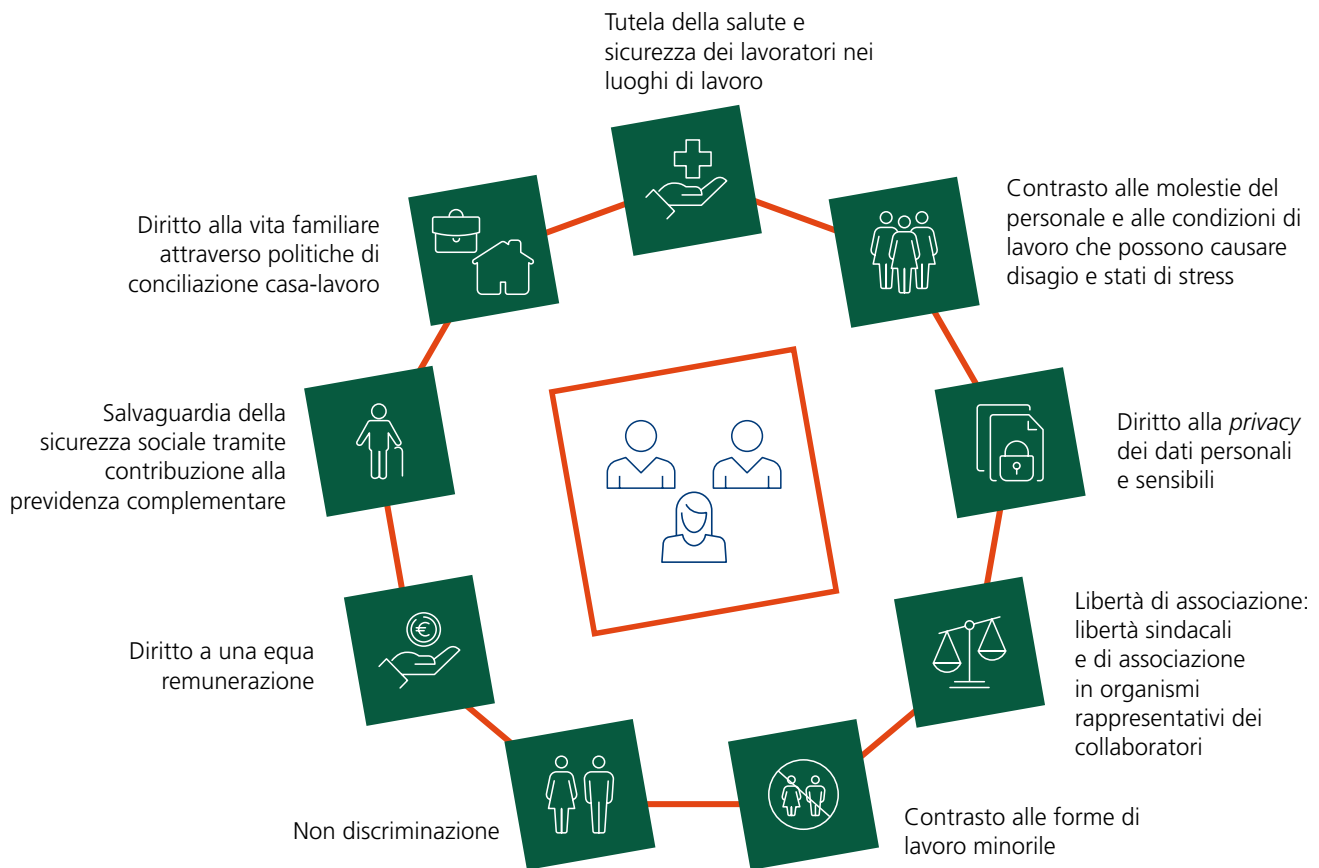 Tutela della salute e
sicurezza dei lavoratori nei
luoghi di lavoro
Contrasto alle molestie del
personale e alle condizioni di
lavoro che possono causare
disagio e stati di stress
Diritto alla privacy
dei dati personali
e sensibili
Libertà di associazione:
libertà sindacali
e di associazione
in organismi
rappresentativi dei
collaboratori
Contrasto alle forme di
lavoro minorile
Non discriminazione
Diritto a una equa
remunerazione
€
Salvaguardia della
sicurezza sociale tramite
contribuzione alla
previdenza complementare
Diritto alla vita familiare
attraverso politiche di
conciliazione casa-lavoro